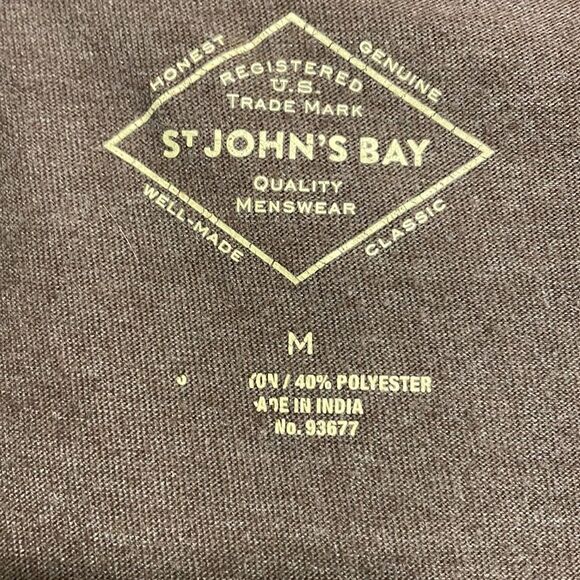 HONEST
GENUINE
REGISTERED
U.S.
TRADE MARK
ST JOHN'S BAY
QUALITY
MENSWEAR
WELL-MADE
CLASSIC
M
/ 40% POLYESTER
IN INDIA
No. 93677